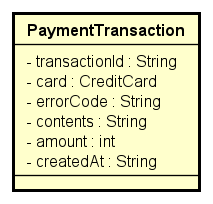 PaymentTransaction
- transactionId : String
- card : CreditCard
- errorCode : String
- contents : String
- amount : int
- createdAt : String